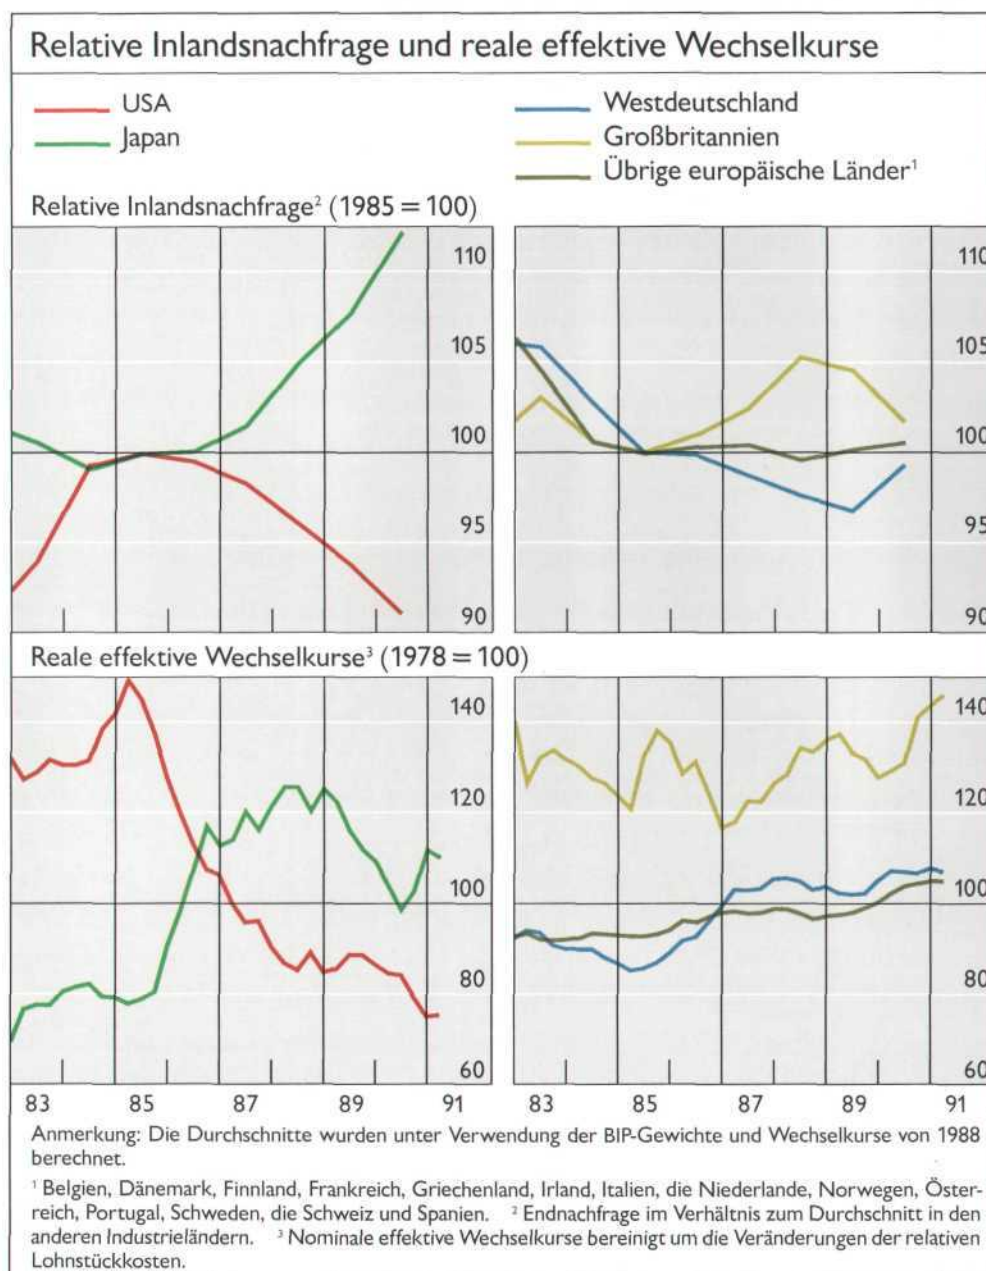 Relative Inlandsnachfrage und reale effektive Wechselkurse
USA
Japan
Westdeutschland
Großbritannien
Übrige europäische Länder¹
Relative Inlandsnachfrage² (1985 = 100)
110
105
100
95
90
110
105
100
95
90
Reale effektive Wechselkurse³ (1978 = 100)
140
120
100
80
60
140
120
100
80
60
83 85 87 89 91
83 85 87 89 91
Anmerkung: Die Durchschnitte wurden unter Verwendung der BIP-Gewichte und Wechselkurse von 1988
berechnet.
¹ Belgien, Dänemark, Finnland, Frankreich, Griechenland, Irland, Italien, die Niederlande, Norwegen, Öster-
reich, Portugal, Schweden, die Schweiz und Spanien. ² Endnachfrage im Verhältnis zum Durchschnitt in den
anderen Industrieländern. ³ Nominale effektive Wechselkurse bereinigt um die Veränderungen der relativen
Lohnstückkosten.